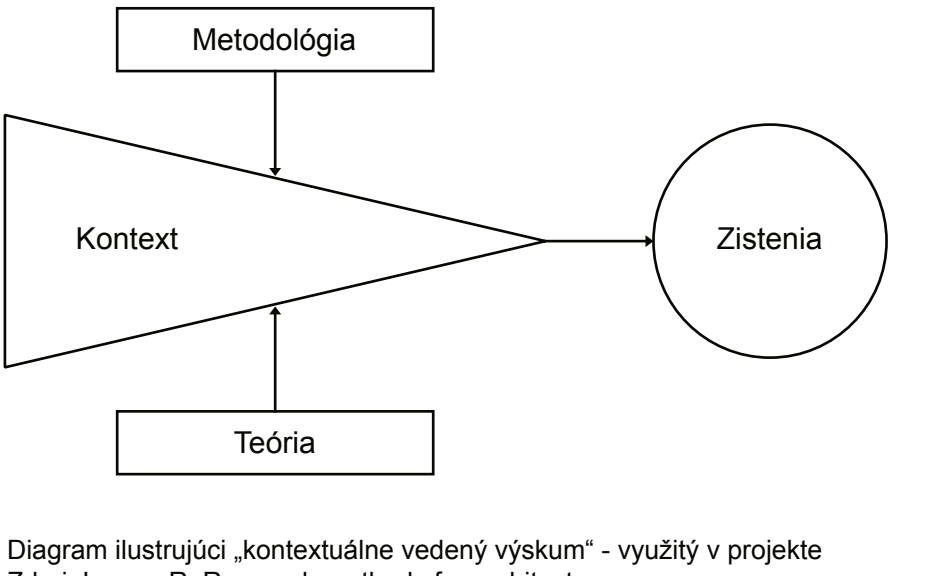 Metodológia
Kontext
Zistenia
Teória
Diagram ilustrujúci „kontextuálne vedený výskum“ - využitý v projekte